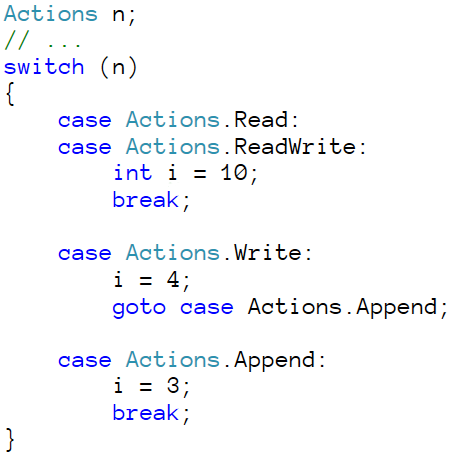 Actions n;
// ...
switch (n)
{
    case Actions.Read:
    case Actions.ReadWrite:
        int i = 10;
        break;

    case Actions.Write:
        i = 4;
        goto case Actions.Append;

    case Actions.Append:
        i = 3;
        break;
}